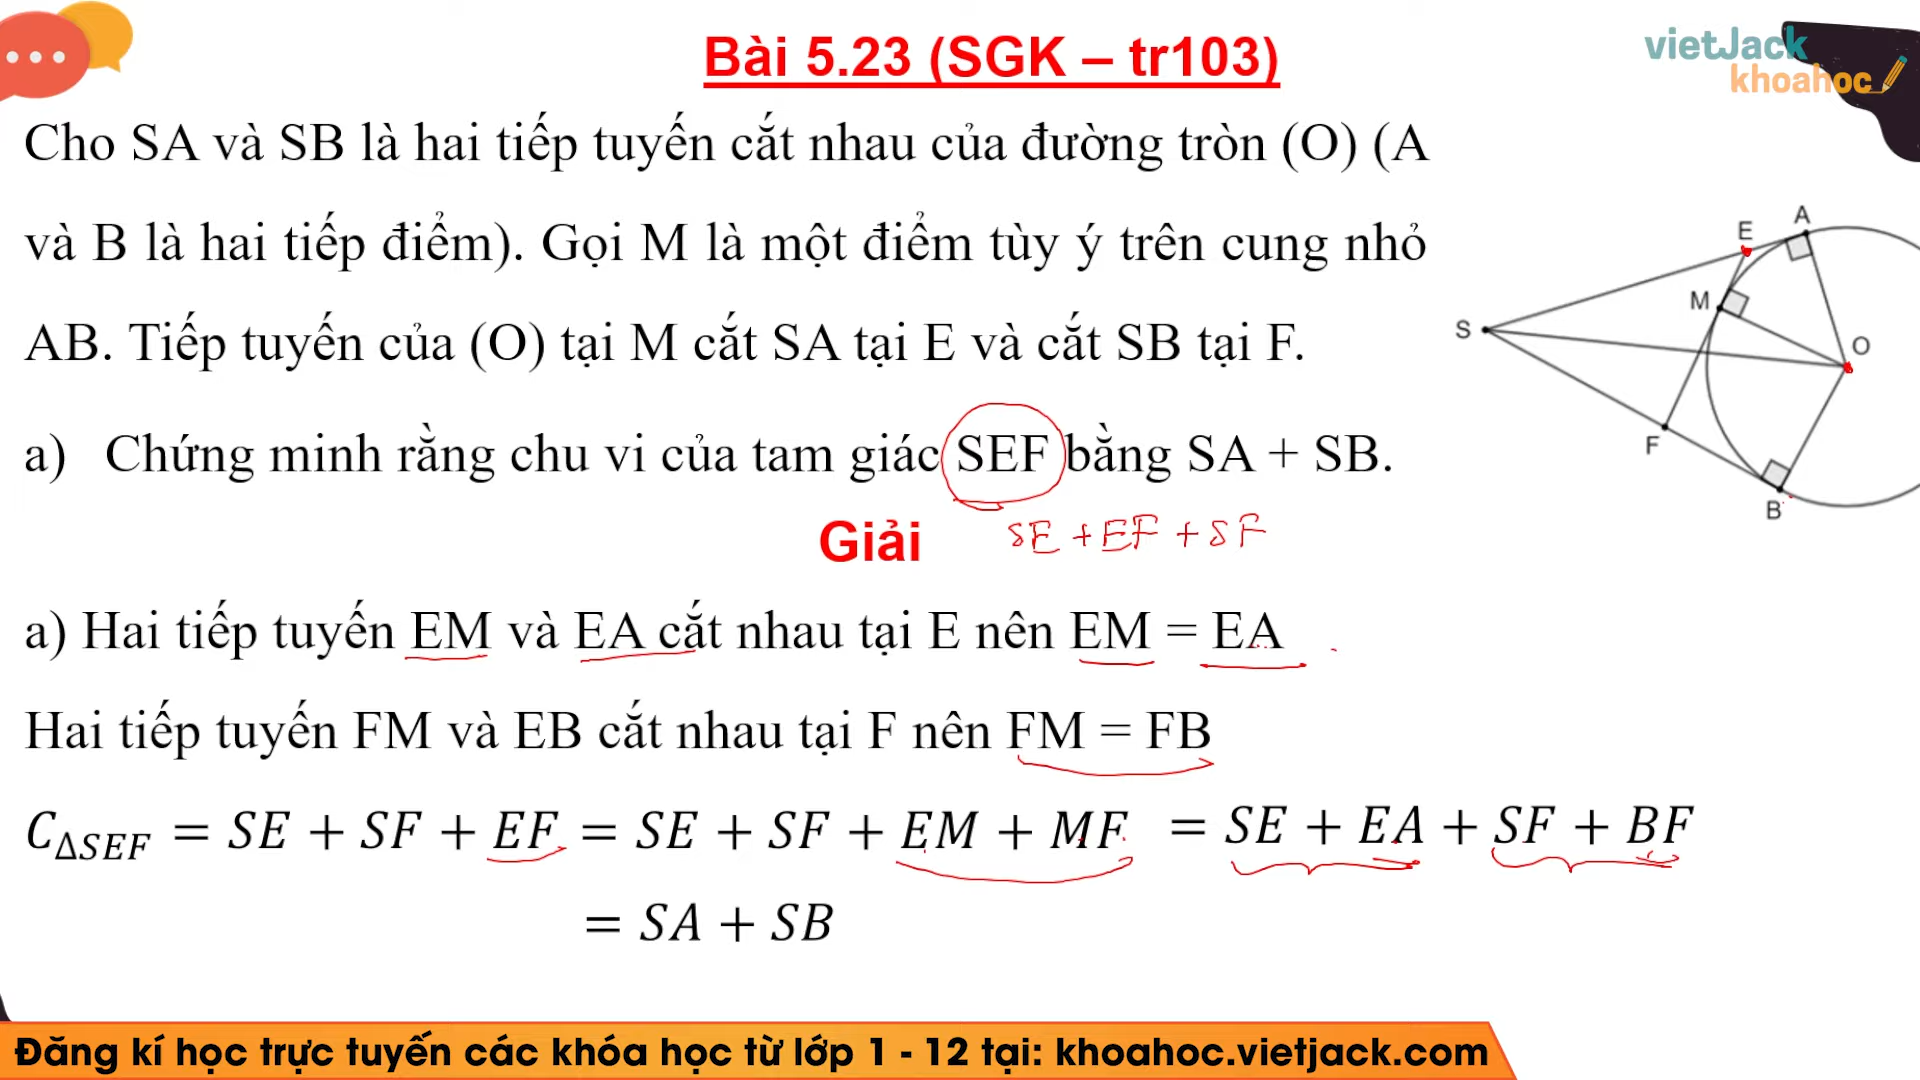 Bài 5.23 (SGK – tr103)
vietJack
khoahoc
Cho SA và SB là hai tiếp tuyến cắt nhau của đường tròn (O) (A
và B là hai tiếp điểm). Gọi M là một điểm tùy ý trên cung nhỏ
AB. Tiếp tuyến của (O) tại M cắt SA tại E và cắt SB tại F.
a) Chứng minh rằng chu vi của tam giác SEF bằng SA + SB.
A
E
M
S
O
F
B
Giải
SE + EF + SF
a) Hai tiếp tuyến EM và EA cắt nhau tại E nên EM = EA
Hai tiếp tuyến FM và EB cắt nhau tại F nên FM = FB
C∆SEF = SE + SF + EF = SE + SF + EM + MF = SE + EA + SF + BF
= SA + SB
Đăng kí học trực tuyến các khóa học từ lớp 1 - 12 tại: khoahoc.vietjack.com